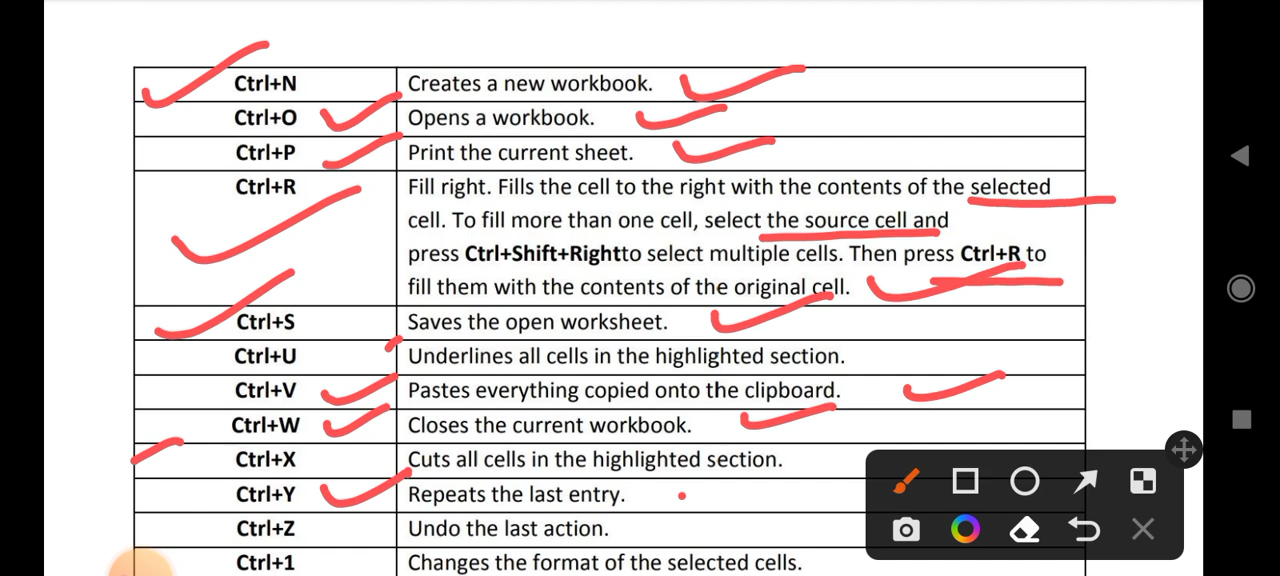 Ctrl+N Creates a new workbook.
Ctrl+O Opens a workbook.
Ctrl+P Print the current sheet.
Ctrl+R Fill right. Fills the cell to the right with the contents of the selected
cell. To fill more than one cell, select the source cell and
press Ctrl+Shift+Rightto select multiple cells. Then press Ctrl+R to
fill them with the contents of the original cell.
Ctrl+S Saves the open worksheet.
Ctrl+U Underlines all cells in the highlighted section.
Ctrl+V Pastes everything copied onto the clipboard.
Ctrl+W Closes the current workbook.
Ctrl+X Cuts all cells in the highlighted section.
Ctrl+Y Repeats the last entry.
Ctrl+Z Undo the last action.
Ctrl+1 Changes the format of the selected cells.